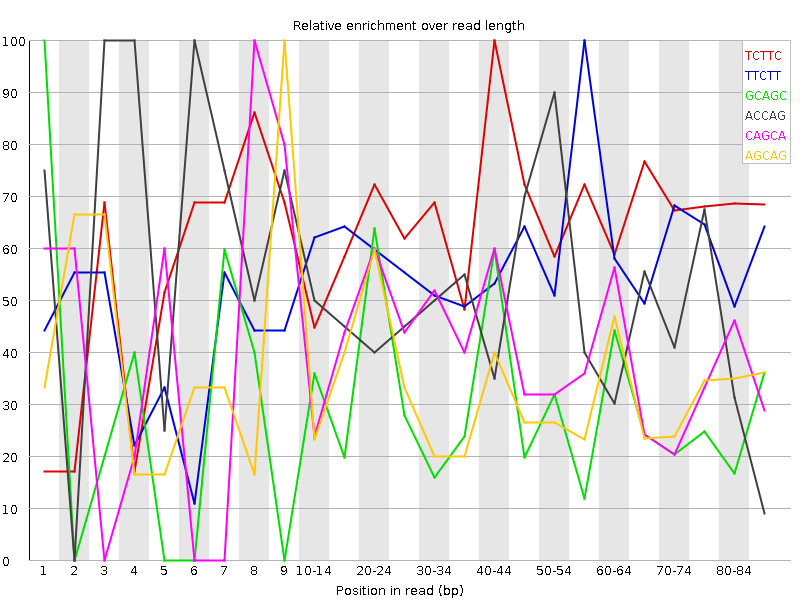 Relative enrichment over read length
100
90
80
70
60
50
40
30
20
10
0
TCTTC
TTCTT
GCAGC
ACCAG
CAGCA
AGCAG
1 2 3 4 5 6 7 8 9 10-14 20-24 30-34 40-44 50-54 60-64 70-74 80-84
Position in read (bp)